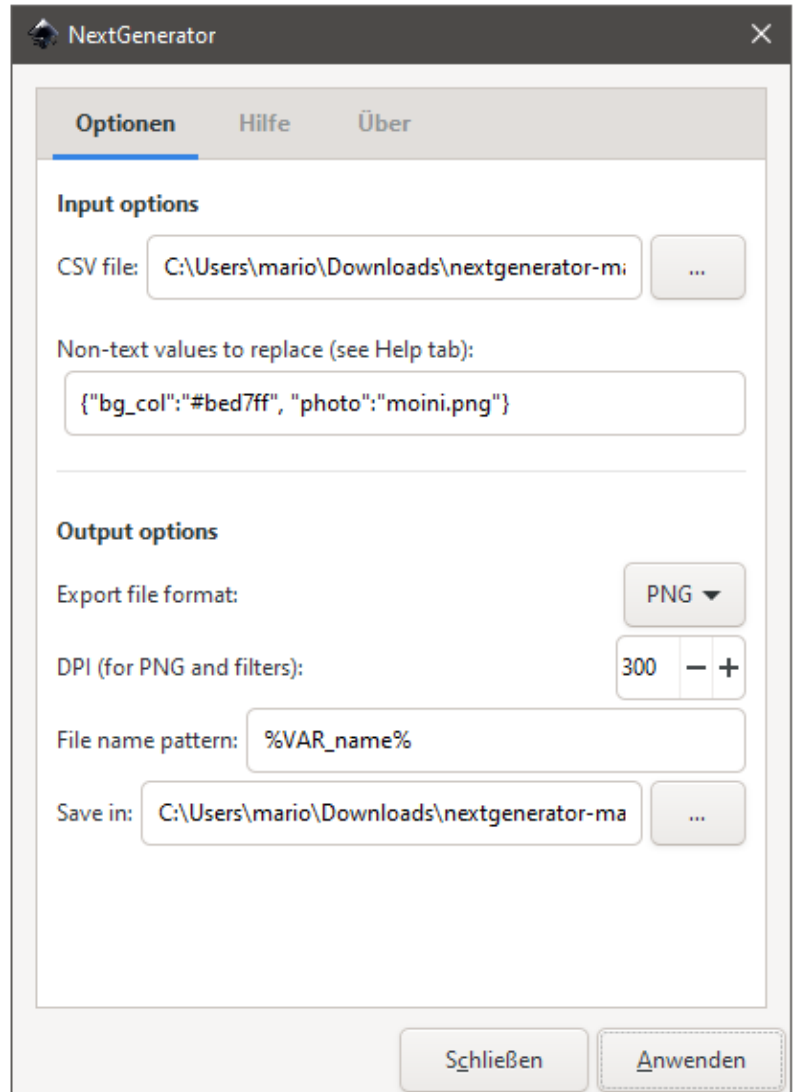 NextGenerator
Optionen Hilfe Über
Input options
CSV file: C:\Users\mario\Downloads\nextgenerator-ma ...
Non-text values to replace (see Help tab):
{"bg_col":"#bed7ff", "photo":"moini.png"}
Output options
Export file format: PNG
DPI (for PNG and filters): 300 − +
File name pattern: %VAR_name%
Save in: C:\Users\mario\Downloads\nextgenerator-ma ...
Schließen Anwenden